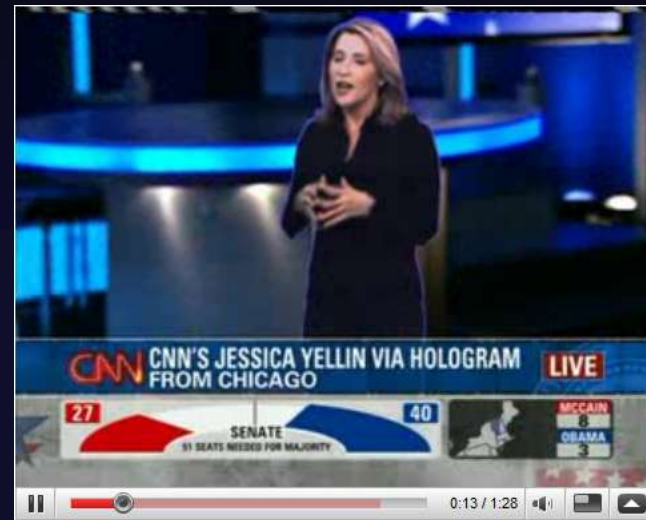 CNN CNN'S JESSICA YELLIN VIA HOLOGRAM
FROM CHICAGO
LIVE
27
40
SENATE
51 SEATS NEEDED FOR MAJORITY
MCCAIN
8
OBAMA
3
0:13 / 1:28